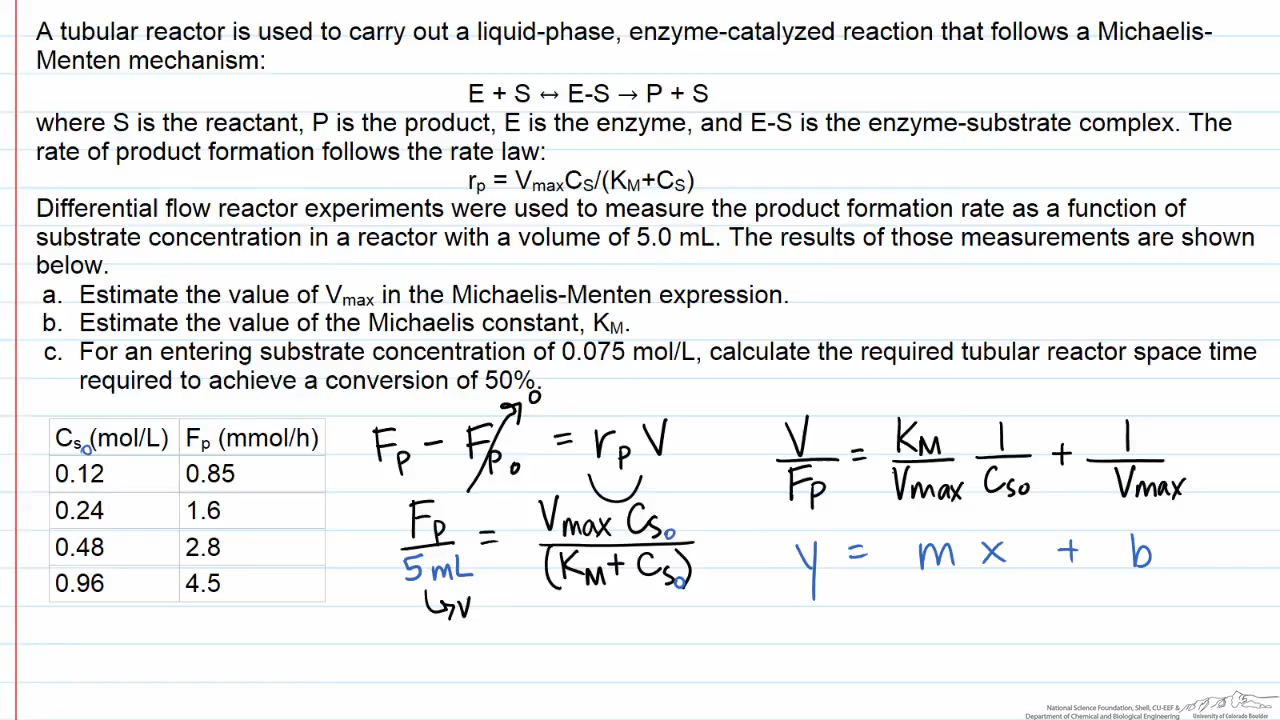 A tubular reactor is used to carry out a liquid-phase, enzyme-catalyzed reaction that follows a Michaelis-
Menten mechanism:
E + S ↔ E-S → P + S
where S is the reactant, P is the product, E is the enzyme, and E-S is the enzyme-substrate complex. The
rate of product formation follows the rate law:
rₚ = VmaxCS/(KM+CS)
Differential flow reactor experiments were used to measure the product formation rate as a function of
substrate concentration in a reactor with a volume of 5.0 mL. The results of those measurements are shown
below.
a. Estimate the value of Vmax in the Michaelis-Menten expression.
b. Estimate the value of the Michaelis constant, KM.
c. For an entering substrate concentration of 0.075 mol/L, calculate the required tubular reactor space time
required to achieve a conversion of 50%.
Cs0 (mol/L) Fp (mmol/h)
0.12 0.85
0.24 1.6
0.48 2.8
0.96 4.5
Fp - Fp0 → 0 = rp V
Fp / 5 mL = Vmax Cs0 / (KM + Cs0)
↳ V
V / Fp = KM / Vmax 1 / Cs0 + 1 / Vmax
y = m x + b
National Science Foundation, Shell, CU-EEF &
Department of Chemical and Biological Engineering
University of Colorado Boulder